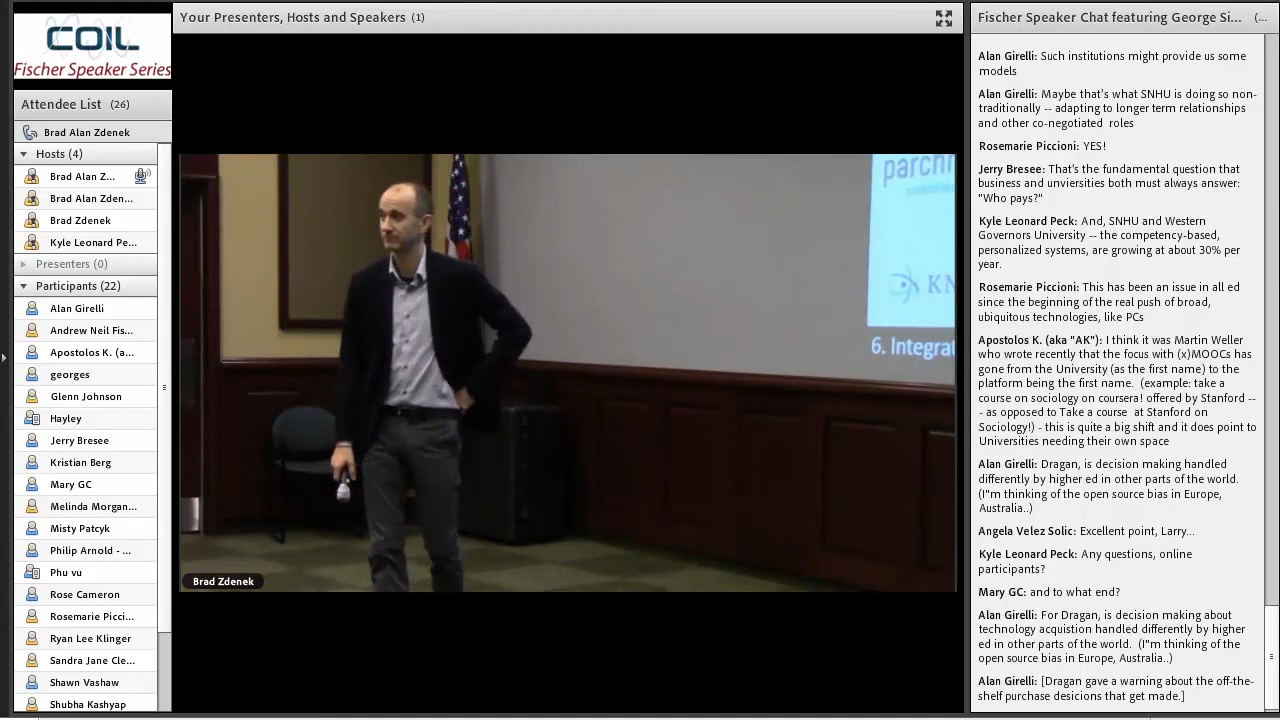 COIL
Fischer Speaker Series
Attendee List (26)
Brad Alan Zdenek
Hosts (4)
Brad Alan Z...
Brad Alan Zden...
Brad Zdenek
Kyle Leonard Pe...
Presenters (0)
Participants (22)
Alan Girelli
Andrew Neil Fis...
Apostolos K. (a...
georges
Glenn Johnson
Hayley
Jerry Bresee
Kristian Berg
Mary GC
Melinda Morgan...
Misty Patcyk
Philip Arnold - ...
Phu vu
Rose Cameron
Rosemarie Picci...
Ryan Lee Klinger
Sandra Jane Cle...
Shawn Vashaw
Shubha Kashyap
Your Presenters, Hosts and Speakers (1)
parchm
KN
6. Integrat
Brad Zdenek
Fischer Speaker Chat featuring George Si... (...
Alan Girelli: Such institutions might provide us some
models
Alan Girelli: Maybe that's what SNHU is doing so non-
traditionally -- adapting to longer term relationships
and other co-negotiated roles
Rosemarie Piccioni: YES!
Jerry Bresee: That's the fundamental question that
business and unviersities both must always answer:
"Who pays?"
Kyle Leonard Peck: And, SNHU and Western
Governors University -- the competency-based,
personalized systems, are growing at about 30% per
year.
Rosemarie Piccioni: This has been an issue in all ed
since the beginning of the real push of broad,
ubiquitous technologies, like PCs
Apostolos K. (aka "AK"): I think it was Martin Weller
who wrote recently that the focus with (x)MOOCs has
gone from the University (as the first name) to the
platform being the first name. (example: take a
course on sociology on coursera! offered by Stanford --
- as opposed to Take a course at Stanford on
Sociology!) - this is quite a big shift and it does point to
Universities needing their own space
Alan Girelli: Dragan, is decision making handled
differently by higher ed in other parts of the world.
(I"m thinking of the open source bias in Europe,
Australia..)
Angela Velez Solic: Excellent point, Larry...
Kyle Leonard Peck: Any questions, online
participants?
Mary GC: and to what end?
Alan Girelli: For Dragan, is decision making about
technology acquistion handled differently by higher
ed in other parts of the world. (I"m thinking of the
open source bias in Europe, Australia..)
Alan Girelli: [Dragan gave a warning about the off-the-
shelf purchase desicions that get made.]